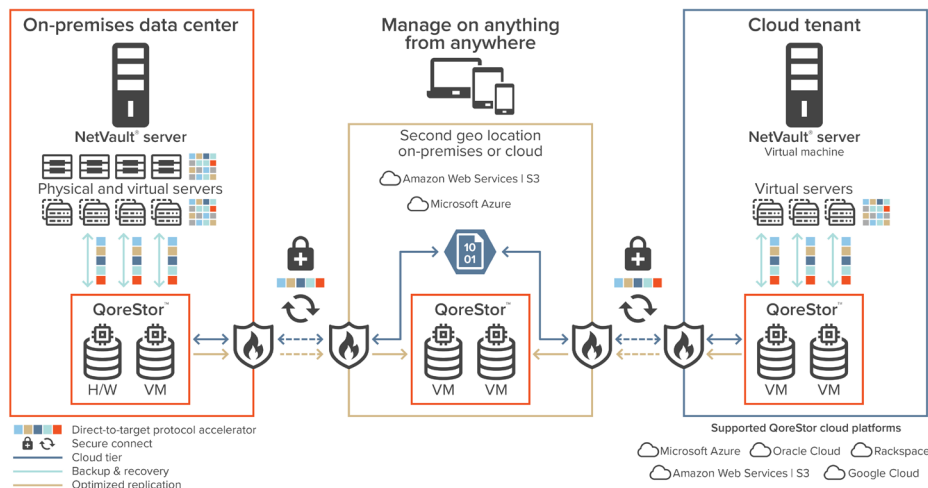 On-premises data center
NetVault® server
Physical and virtual servers
QoreStor™
H/W
VM
Manage on anything
from anywhere
Second geo location
on-premises or cloud
Amazon Web Services | S3
Microsoft Azure
10
01
QoreStor™
VM
VM
Cloud tenant
NetVault® server
Virtual machine
Virtual servers
QoreStor™
VM
VM
Direct-to-target protocol accelerator
Secure connect
Cloud tier
Backup & recovery
Optimized replication
Supported QoreStor cloud platforms
Microsoft Azure
Oracle Cloud
Rackspace
Amazon Web Services | S3
Google Cloud